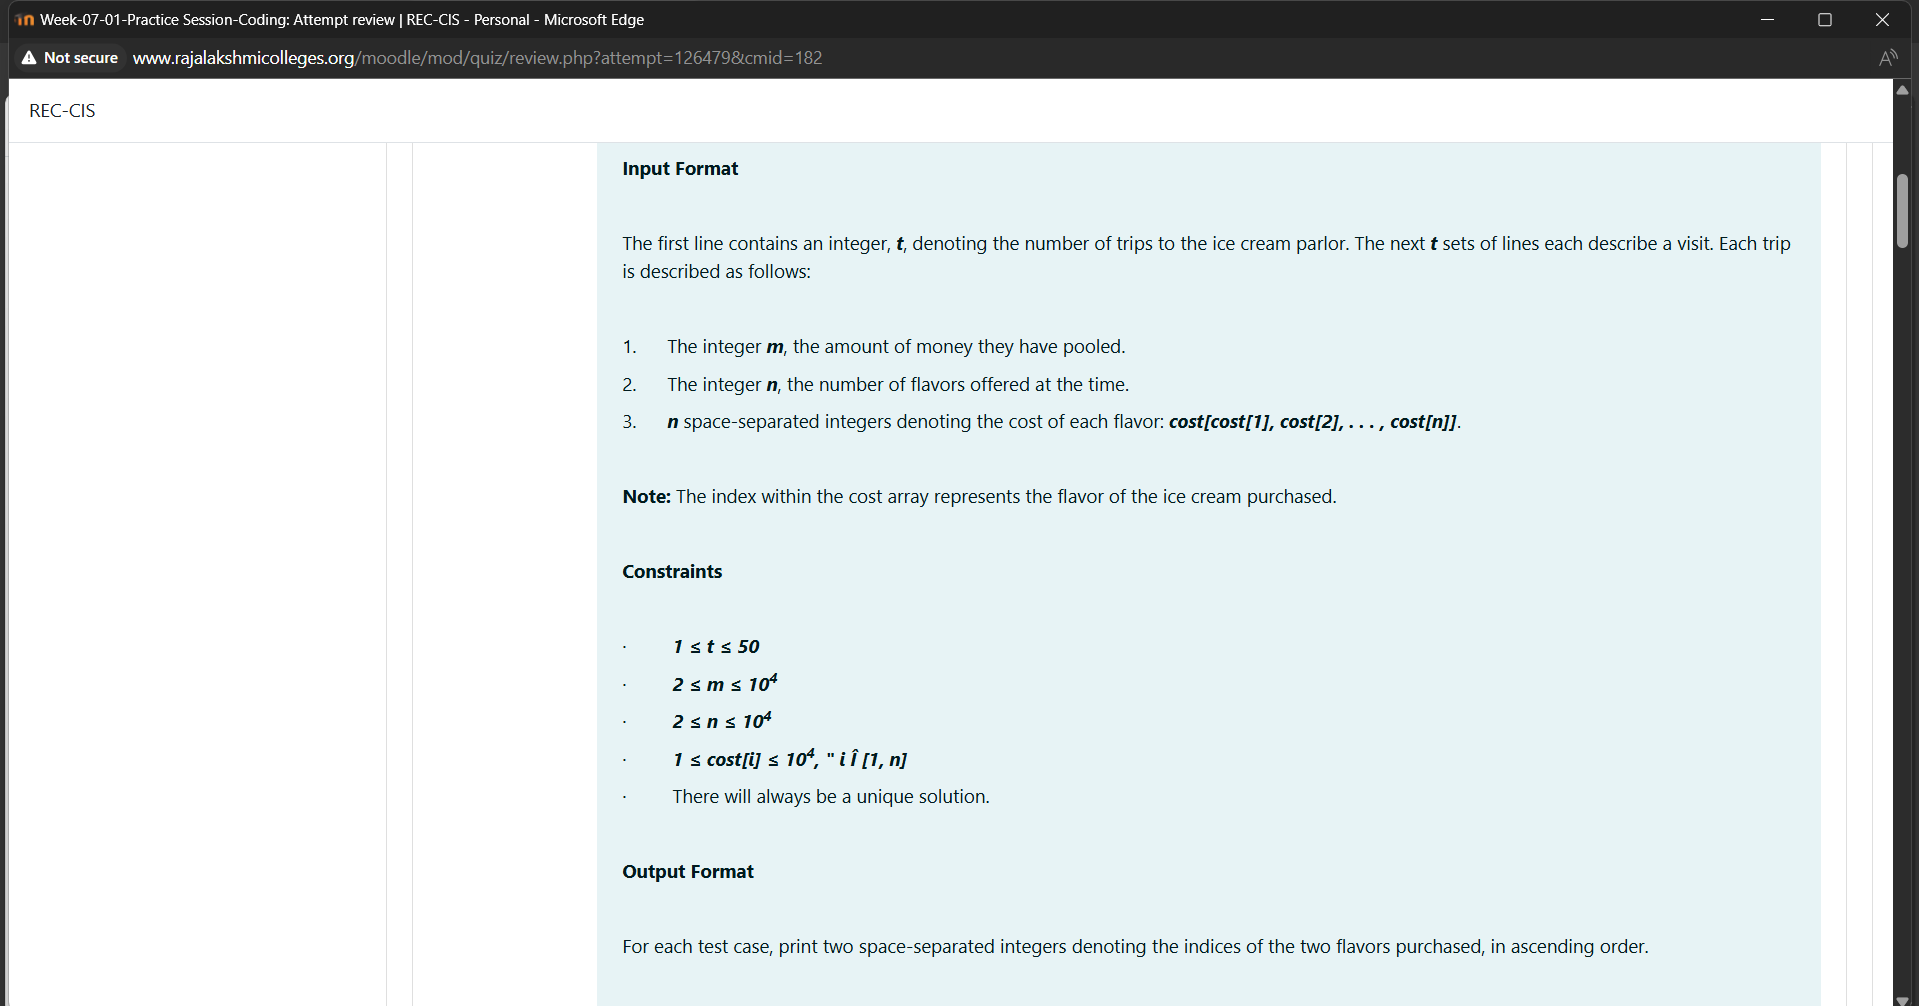 Week-07-01-Practice Session-Coding: Attempt review | REC-CIS - Personal - Microsoft Edge
Not secure www.rajalakshmicolleges.org/moodle/mod/quiz/review.php?attempt=126479&cmid=182
REC-CIS
Input Format
The first line contains an integer, t, denoting the number of trips to the ice cream parlor. The next t sets of lines each describe a visit. Each trip
is described as follows:
1. The integer m, the amount of money they have pooled.
2. The integer n, the number of flavors offered at the time.
3. n space-separated integers denoting the cost of each flavor: cost[cost[1], cost[2], . . . , cost[n]].
Note: The index within the cost array represents the flavor of the ice cream purchased.
Constraints
· 1 ≤ t ≤ 50
· 2 ≤ m ≤ 10⁴
· 2 ≤ n ≤ 10⁴
· 1 ≤ cost[i] ≤ 10⁴, " i Î [1, n]
· There will always be a unique solution.
Output Format
For each test case, print two space-separated integers denoting the indices of the two flavors purchased, in ascending order.